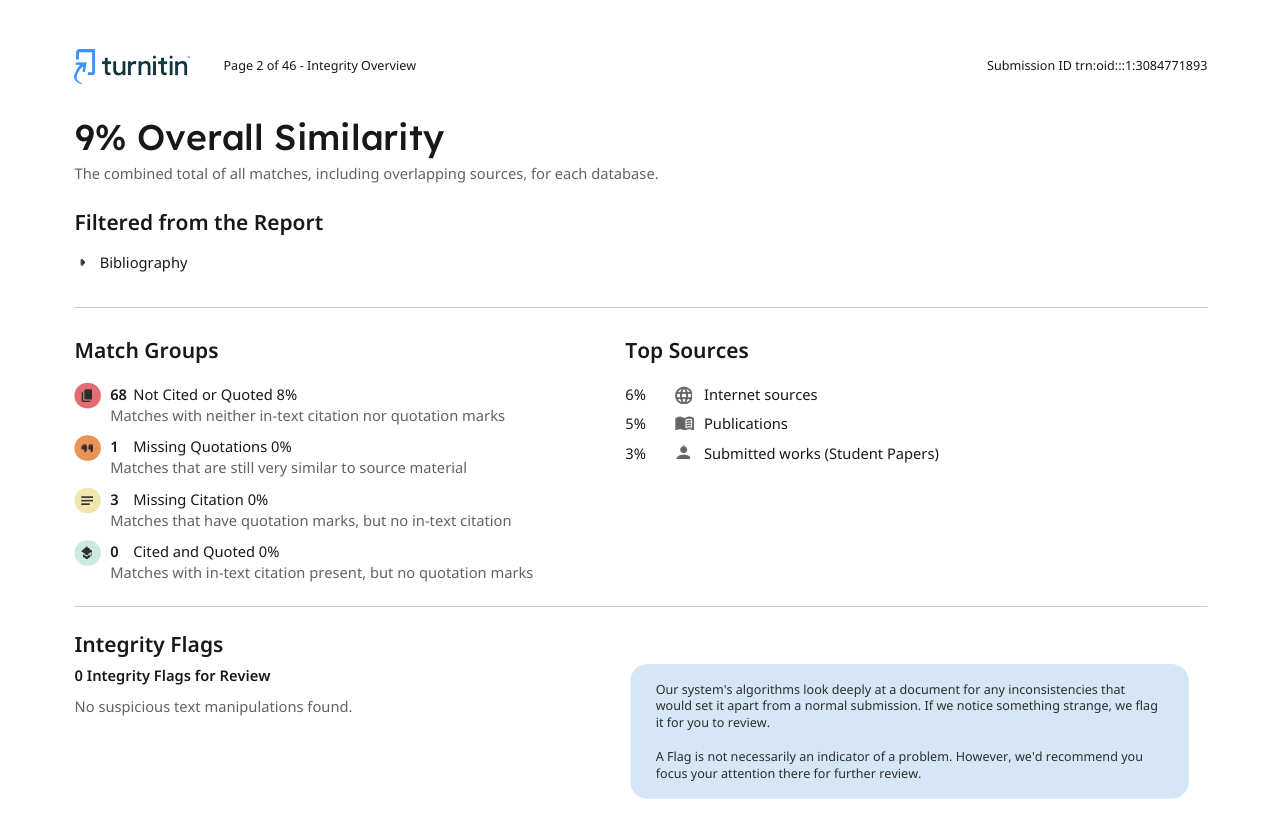 turnitin Page 2 of 46 - Integrity Overview Submission ID trn:oid:::1:3084771893
9% Overall Similarity
The combined total of all matches, including overlapping sources, for each database.
Filtered from the Report
Bibliography
Match Groups
68 Not Cited or Quoted 8%
Matches with neither in-text citation nor quotation marks
1 Missing Quotations 0%
Matches that are still very similar to source material
3 Missing Citation 0%
Matches that have quotation marks, but no in-text citation
0 Cited and Quoted 0%
Matches with in-text citation present, but no quotation marks
Top Sources
6% Internet sources
5% Publications
3% Submitted works (Student Papers)
Integrity Flags
0 Integrity Flags for Review
No suspicious text manipulations found.
Our system's algorithms look deeply at a document for any inconsistencies that
would set it apart from a normal submission. If we notice something strange, we flag
it for you to review.
A Flag is not necessarily an indicator of a problem. However, we'd recommend you
focus your attention there for further review.